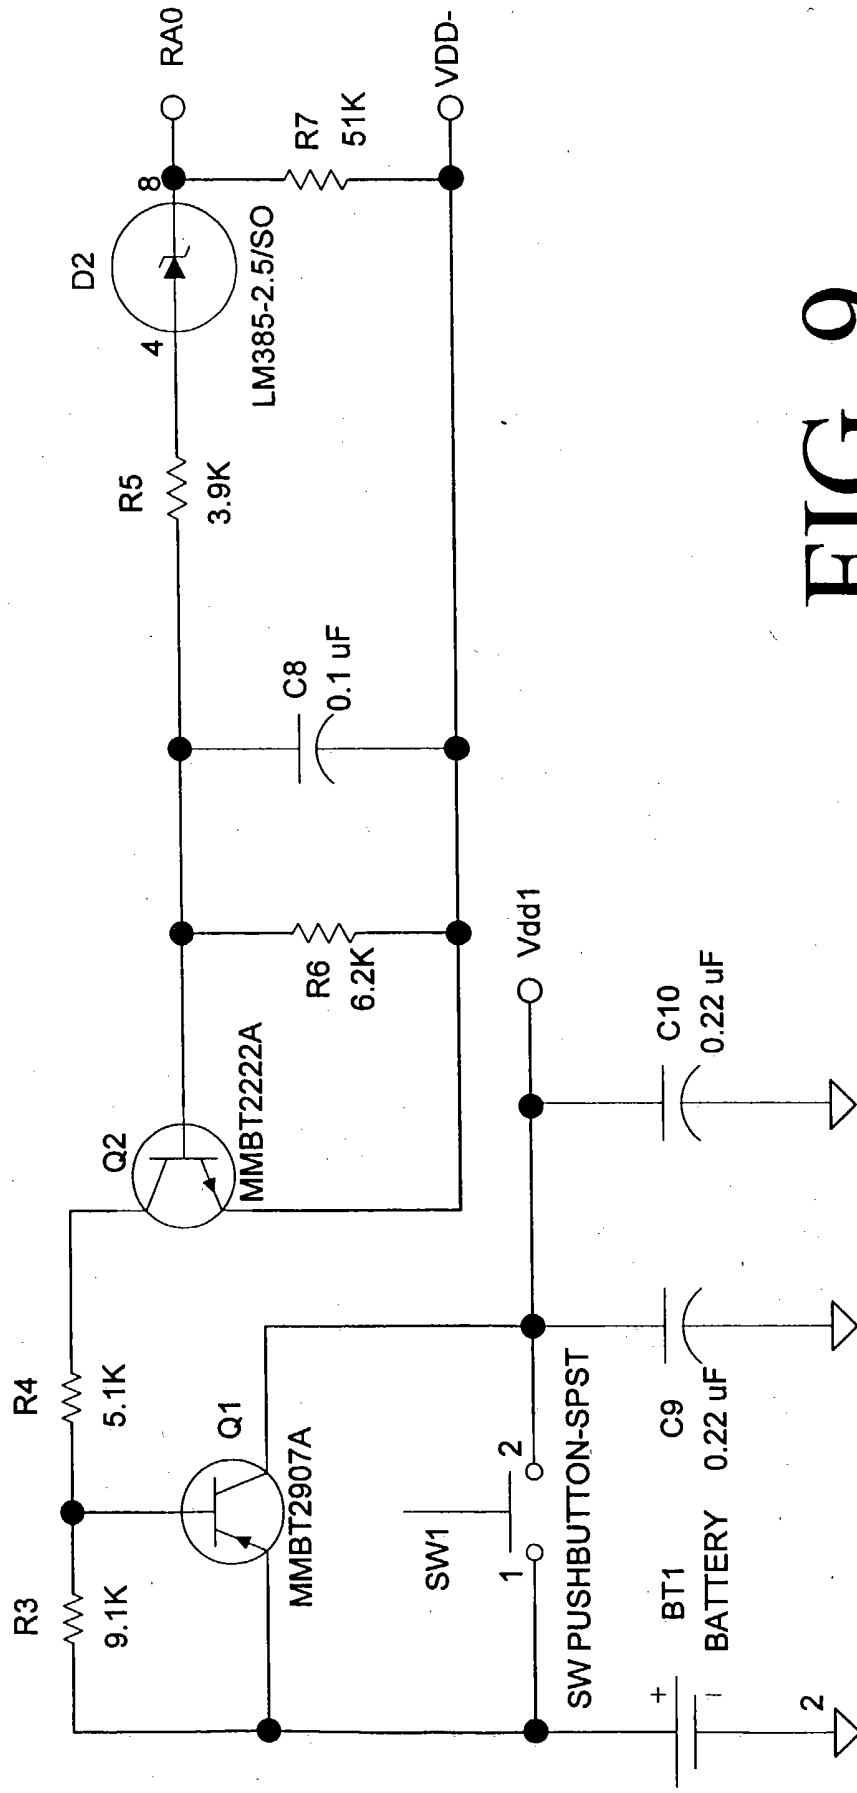 R3
9.1K
R4
5.1K
Q1
MMBT2907A
Q2
MMBT2222A
R6
6.2K
C8
0.1 uF
R5
3.9K
D2
4
8
LM385-2.5/SO
RA0
R7
51K
VDD-
SW1
1
2
SW PUSHBUTTON-SPST
Vdd1
BT1
BATTERY
+
-
2
C9
0.22 uF
C10
0.22 uF
FIG. 9